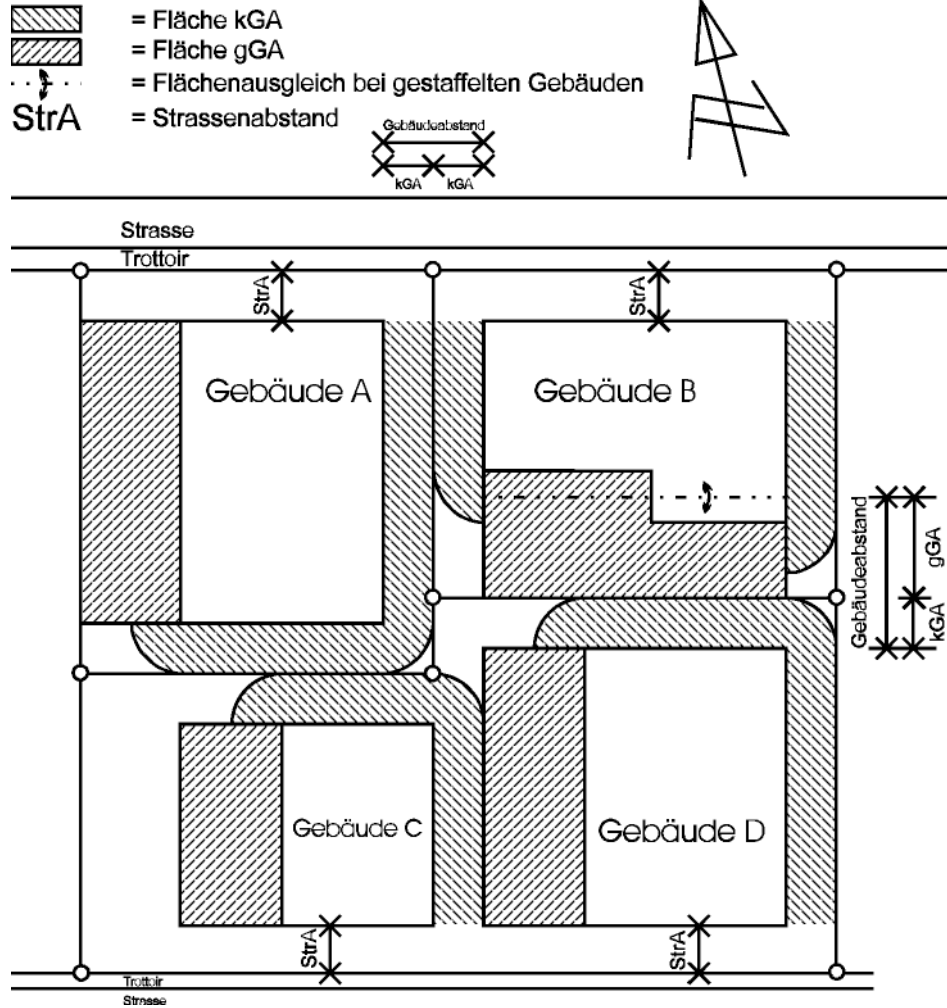 = Fläche kGA
= Fläche gGA
= Flächenausgleich bei gestaffelten Gebäuden
StrA = Strassenabstand
Gebäudeabstand
kGA kGA
Strasse
Trottoir
StrA StrA
Gebäude A Gebäude B
Gebäudeabstand
gGA
kGA
Gebäude C Gebäude D
StrA StrA
Trottoir
Strasse